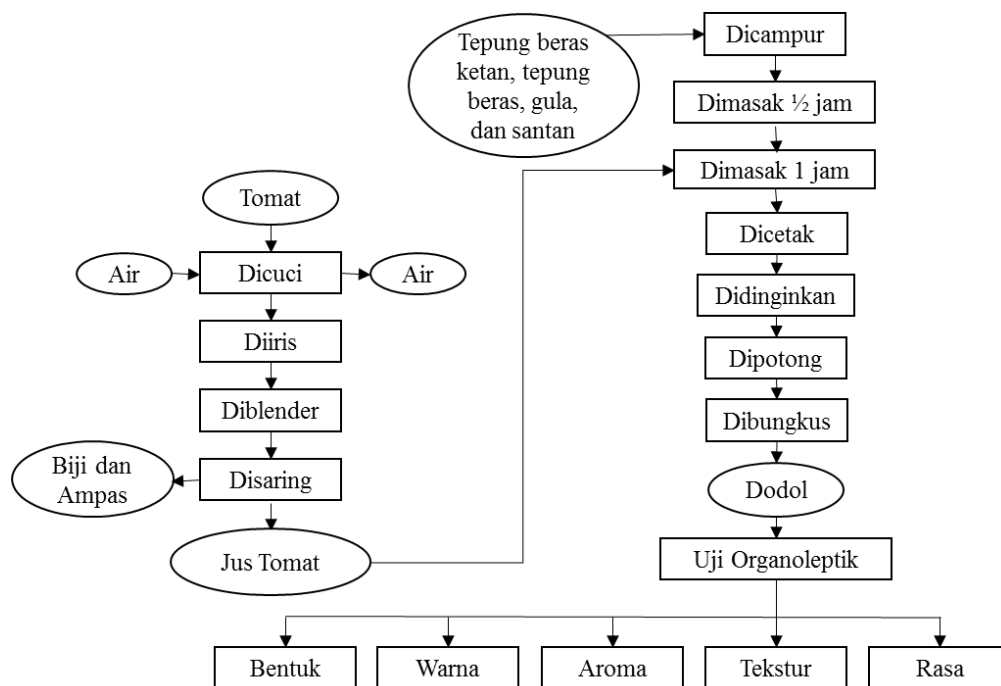 Tomat
Air
Dicuci
Air
Diiris
Diblender
Disaring
Biji dan
Ampas
Jus Tomat
Tepung beras
ketan, tepung
beras, gula,
dan santan
Dicampur
Dimasak ½ jam
Dimasak 1 jam
Dicetak
Didinginkan
Dipotong
Dibungkus
Dodol
Uji Organoleptik
Bentuk
Warna
Aroma
Tekstur
Rasa